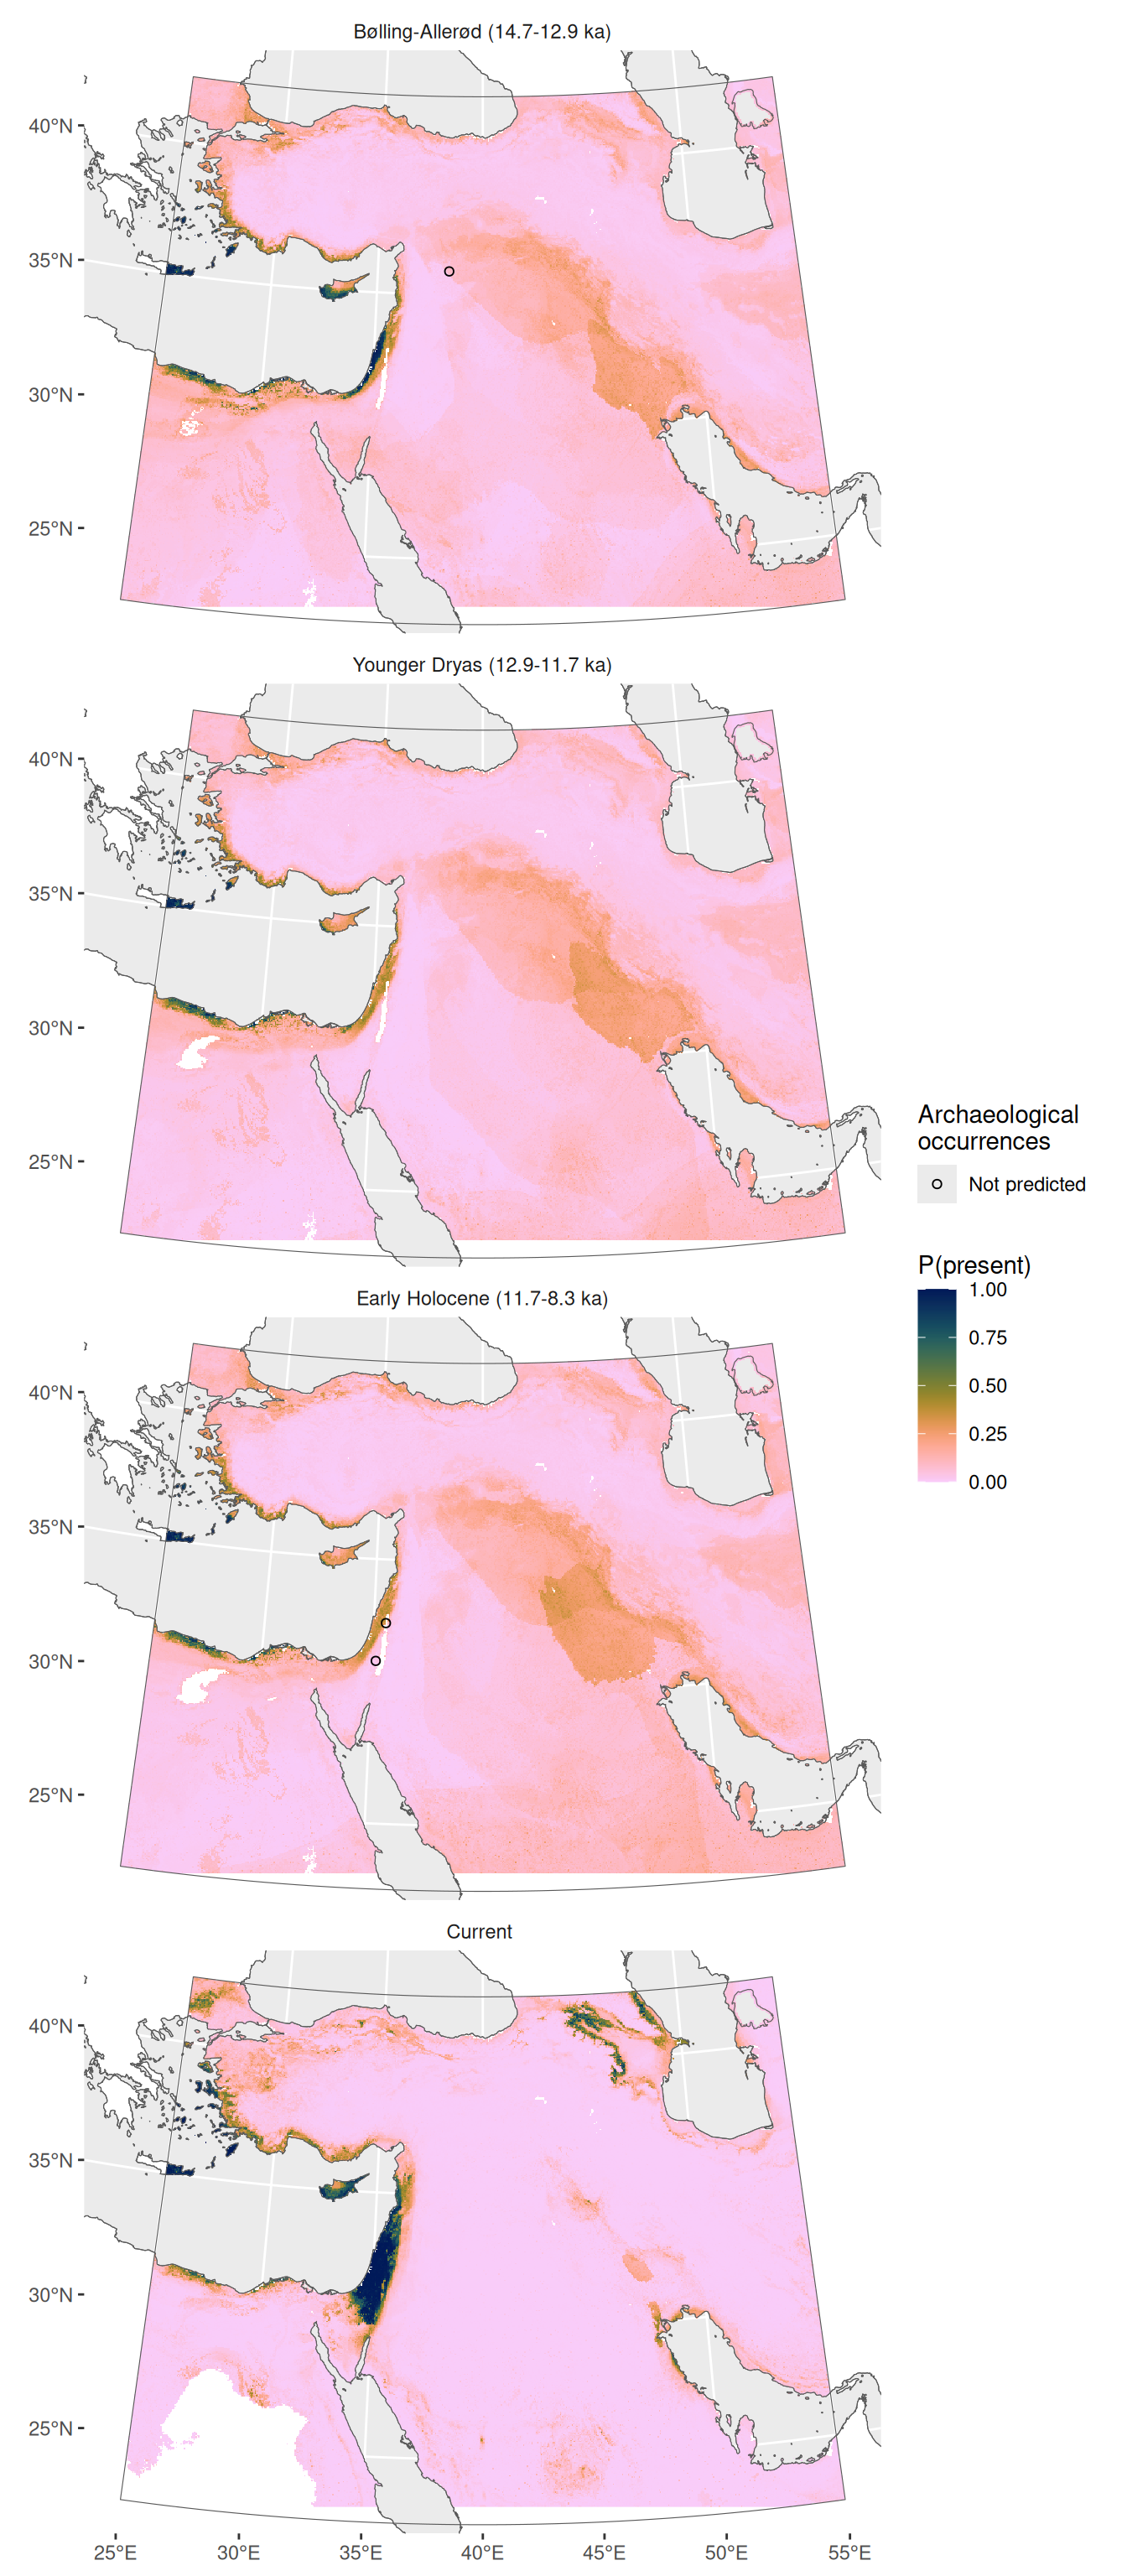 Bølling-Allerød (14.7-12.9 ka)
40°N
35°N
30°N
25°N
Younger Dryas (12.9-11.7 ka)
40°N
35°N
30°N
25°N
Archaeological
occurrences
Not predicted
P(present)
1.00
0.75
0.50
0.25
0.00
Early Holocene (11.7-8.3 ka)
40°N
35°N
30°N
25°N
Current
40°N
35°N
30°N
25°N
25°E 30°E 35°E 40°E 45°E 50°E 55°E